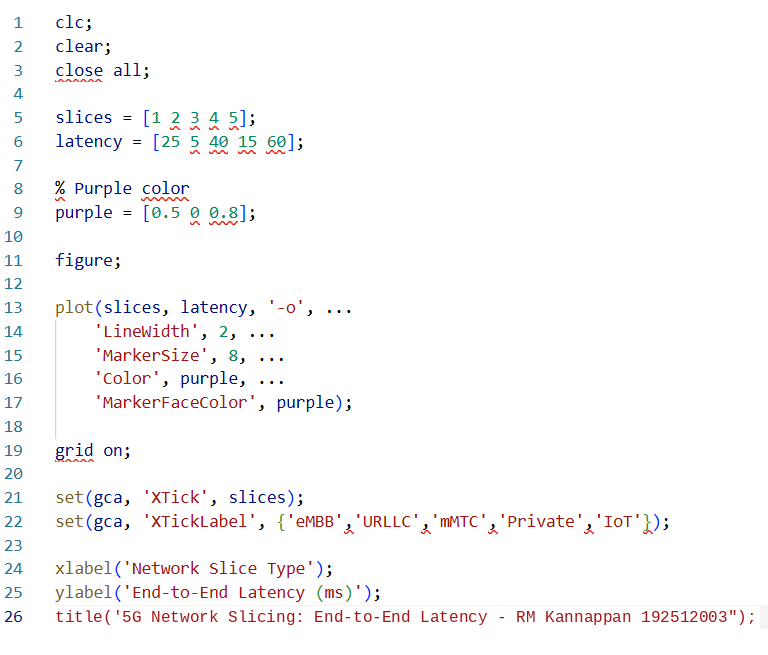 1 clc;
2 clear;
3 close all;
4
5 slices = [1 2 3 4 5];
6 latency = [25 5 40 15 60];
7
8 % Purple color
9 purple = [0.5 0 0.8];
10
11 figure;
12
13 plot(slices, latency, '-o', ...
14     'LineWidth', 2, ...
15     'MarkerSize', 8, ...
16     'Color', purple, ...
17     'MarkerFaceColor', purple);
18
19 grid on;
20
21 set(gca, 'XTick', slices);
22 set(gca, 'XTickLabel', {'eMBB','URLLC','mMTC','Private','IoT'});
23
24 xlabel('Network Slice Type');
25 ylabel('End-to-End Latency (ms)');
26 title('5G Network Slicing: End-to-End Latency - RM Kannappan 192512003");